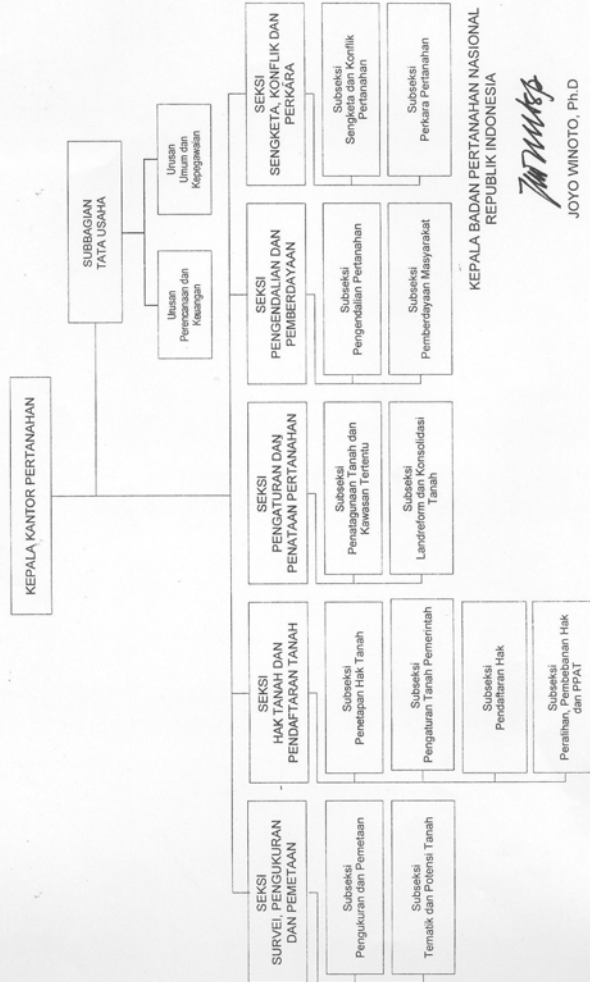 KEPALA KANTOR PERTANAHAN
SUBBAGIAN
TATA USAHA
Urusan
Perencanaan dan
Keuangan
Urusan
Umum dan
Kepegawaian
SEKSI
SURVEI, PENGUKURAN
DAN PEMETAAN
Subseksi
Pengukuran dan Pemetaan
Subseksi
Tematik dan Potensi Tanah
SEKSI
HAK TANAH DAN
PENDAFTARAN TANAH
Subseksi
Penetapan Hak Tanah
Subseksi
Pengaturan Tanah Pemerintah
Subseksi
Pendaftaran Hak
Subseksi
Peralihan, Pembebanan Hak
dan PPAT
SEKSI
PENGATURAN DAN
PENATAAN PERTANAHAN
Subseksi
Penatagunaan Tanah dan
Kawasan Tertentu
Subseksi
Landreform dan Konsolidasi
Tanah
SEKSI
PENGENDALIAN DAN
PEMBERDAYAAN
Subseksi
Pengendalian Pertanahan
Subseksi
Pemberdayaan Masyarakat
SEKSI
SENGKETA, KONFLIK DAN
PERKARA
Subseksi
Sengketa dan Konflik
Pertanahan
Subseksi
Perkara Pertanahan
KEPALA BADAN PERTANAHAN NASIONAL
REPUBLIK INDONESIA
JOYO WINOTO, Ph.D